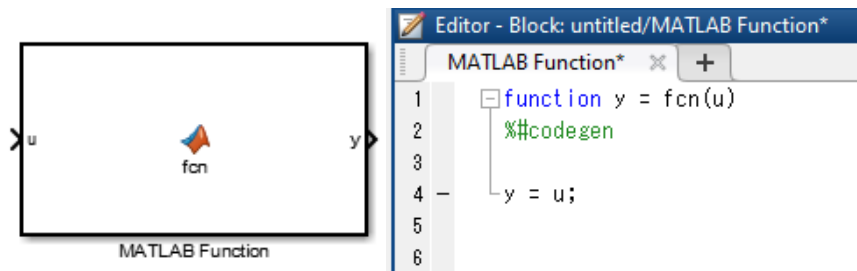 u
fcn
y
MATLAB Function
Editor - Block: untitled/MATLAB Function*
MATLAB Function* × +
1 function y = fcn(u)
2 %#codegen
3
4 – y = u;
5
6